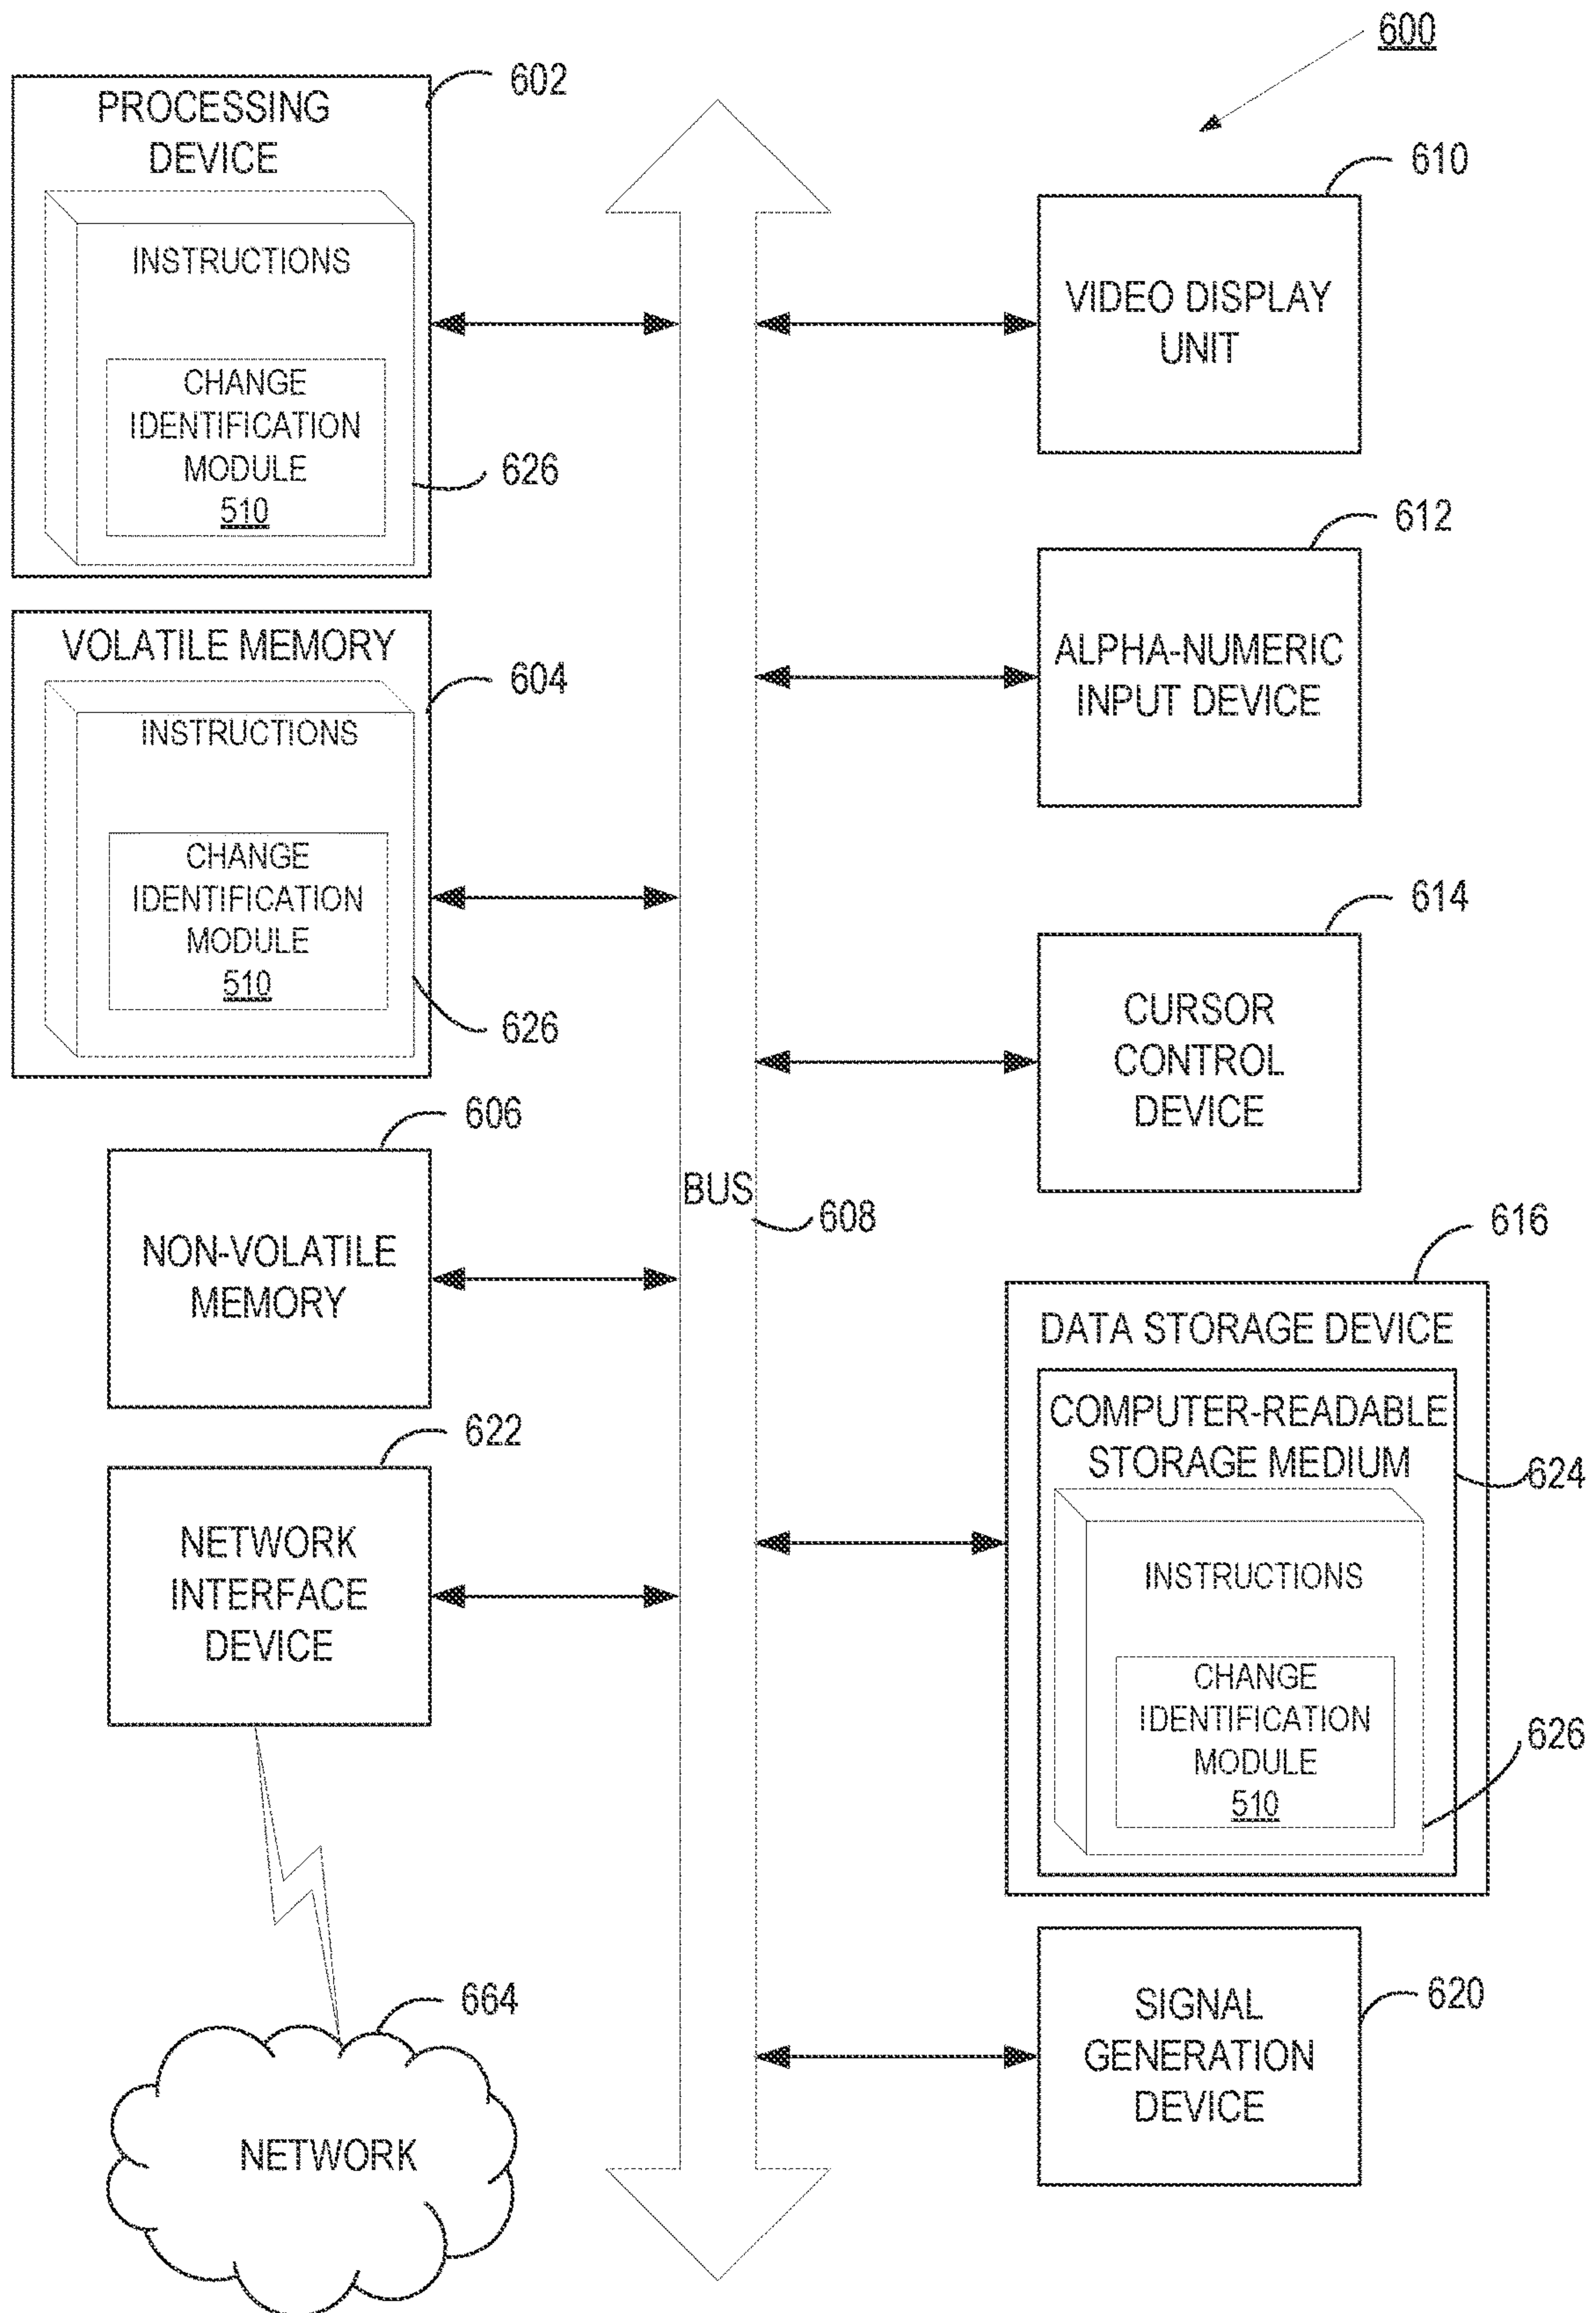 600
602
PROCESSING
DEVICE
INSTRUCTIONS
CHANGE
IDENTIFICATION
MODULE
510
626
VOLATILE MEMORY
604
INSTRUCTIONS
CHANGE
IDENTIFICATION
MODULE
510
626
606
NON-VOLATILE
MEMORY
622
NETWORK
INTERFACE
DEVICE
664
NETWORK
BUS
608
610
VIDEO DISPLAY
UNIT
612
ALPHA-NUMERIC
INPUT DEVICE
614
CURSOR
CONTROL
DEVICE
616
DATA STORAGE DEVICE
COMPUTER-READABLE
STORAGE MEDIUM
624
INSTRUCTIONS
CHANGE
IDENTIFICATION
MODULE
510
626
SIGNAL
GENERATION
DEVICE
620